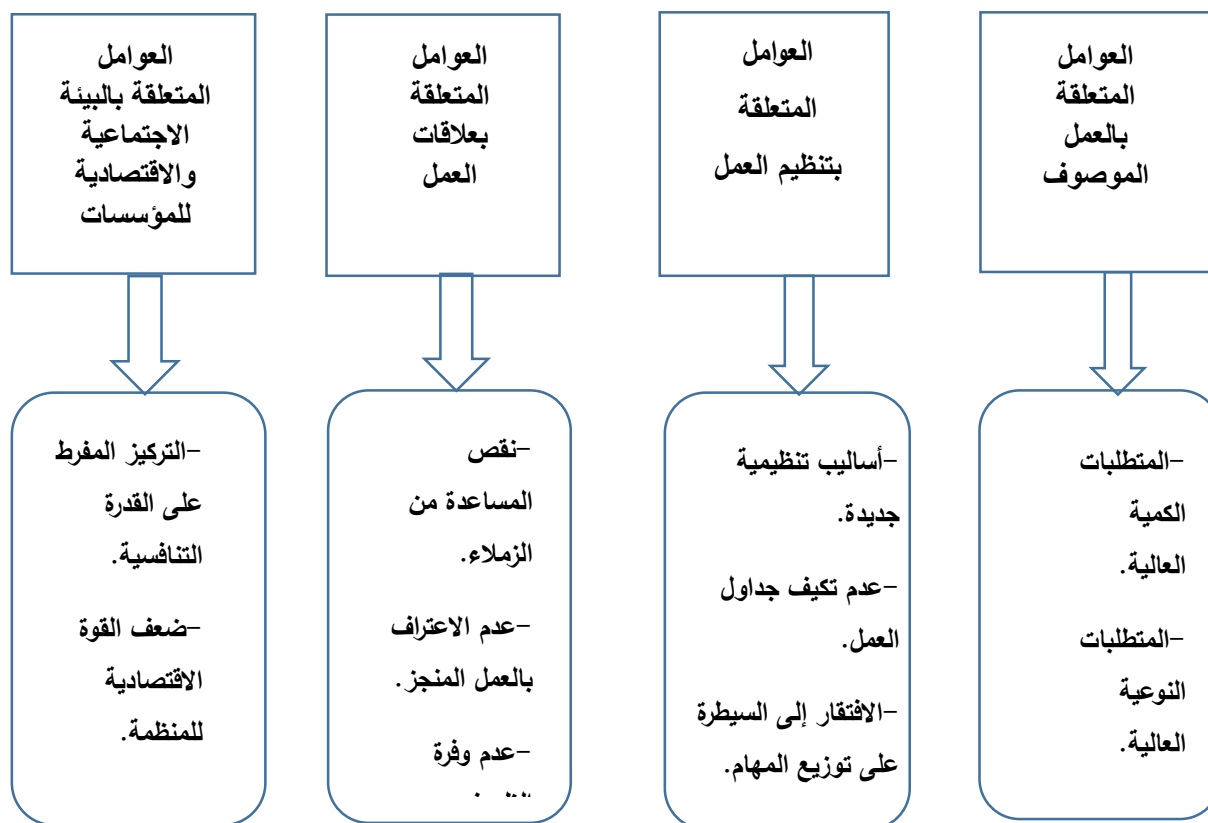 العوامل
المتعلقة
بالعمل
الموصوف
العوامل
المتعلقة
بتنظيم العمل
العوامل
المتعلقة
بعلاقات
العمل
العوامل
المتعلقة بالبيئة
الاجتماعية
والاقتصادية
للمؤسسات
-المتطلبات
الكمية
العالية.
-المتطلبات
النوعية
العالية.
-أساليب تنظيمية
جديدة.
-عدم تكيف جداول
العمل.
-الافتقار إلى السيطرة
على توزيع المهام.
-نقص
المساعدة من
الزملاء.
-عدم الاعتراف
بالعمل المنجز.
-عدم وفرة
-التركيز المفرط
على القدرة
التنافسية.
-ضعف القوة
الاقتصادية
للمنظمة.